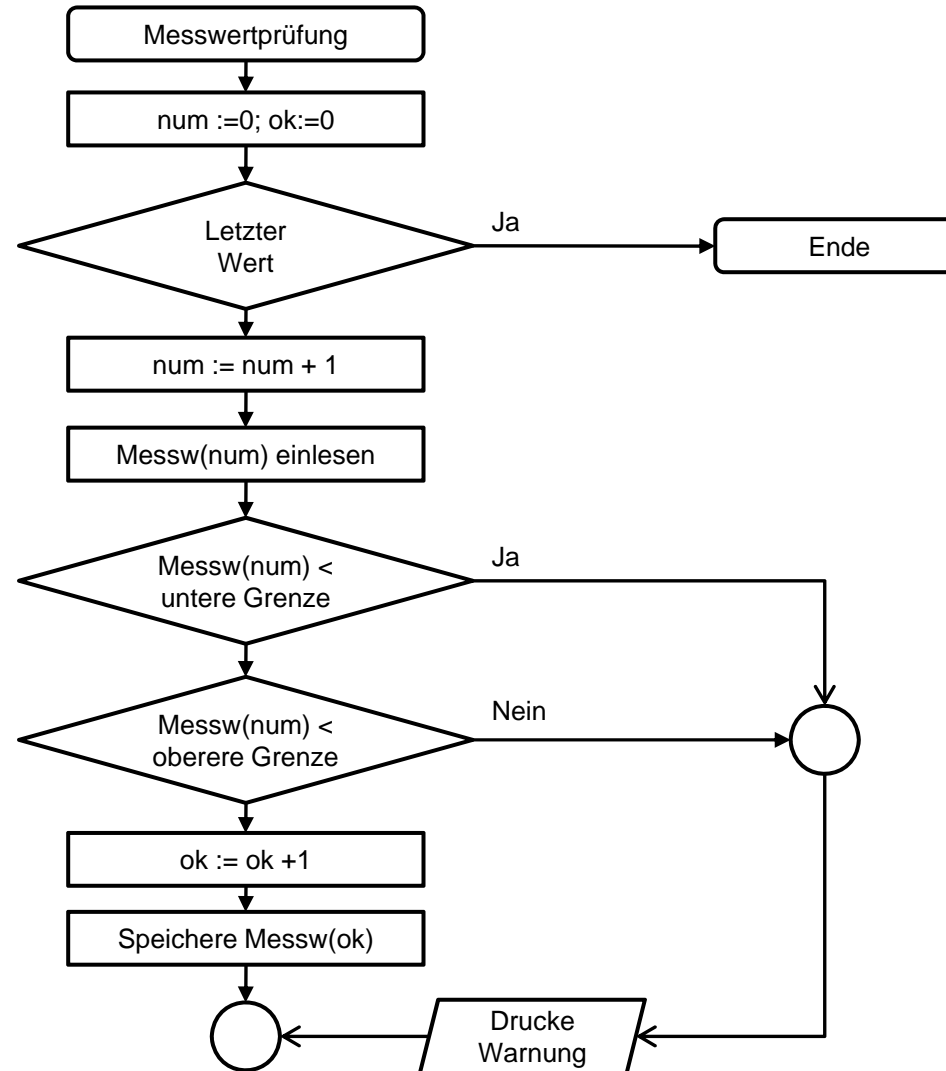 Messwertprüfung
num :=0; ok:=0
Letzter
Wert
Ja
Ende
num := num + 1
Messw(num) einlesen
Messw(num) <
untere Grenze
Ja
Messw(num) <
oberere Grenze
Nein
ok := ok +1
Speichere Messw(ok)
Drucke
Warnung